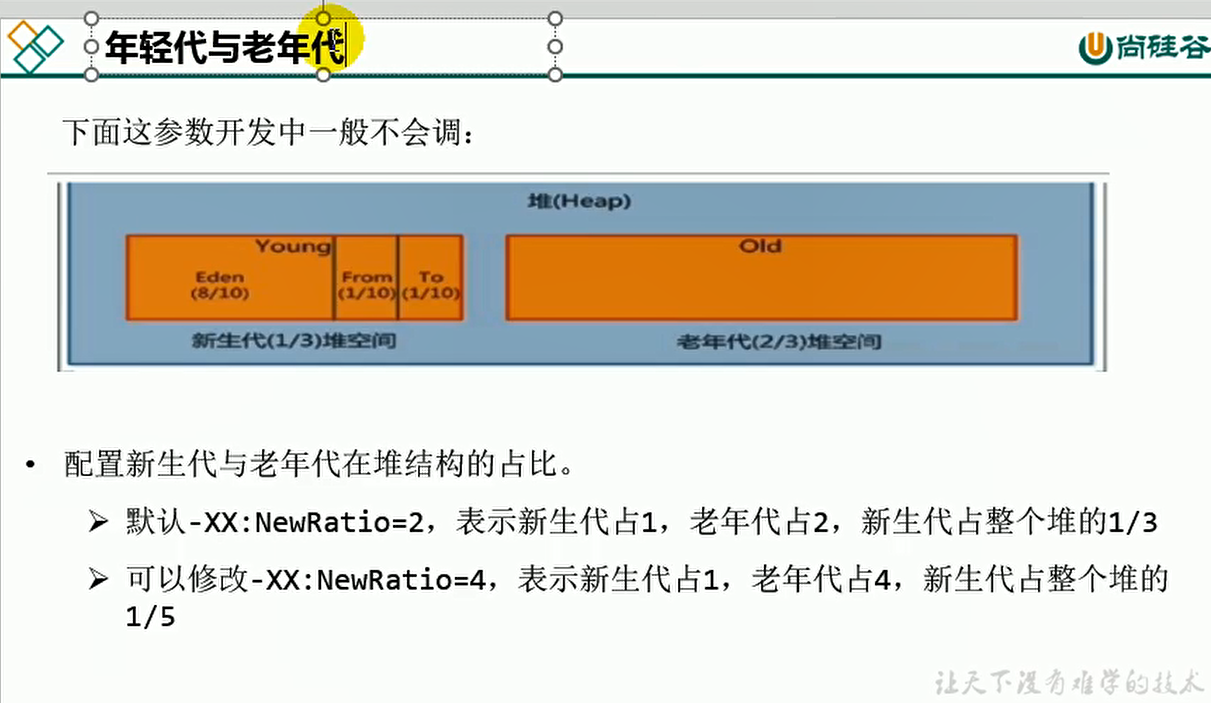 年轻代与老年代
尚硅谷
下面这参数开发中一般不会调：
堆(Heap)
Young
Eden
(8/10)
From
(1/10)
To
(1/10)
Old
新生代(1/3)堆空间
老年代(2/3)堆空间
• 配置新生代与老年代在堆结构的占比。
➢ 默认-XX:NewRatio=2，表示新生代占1，老年代占2，新生代占整个堆的1/3
➢ 可以修改-XX:NewRatio=4，表示新生代占1，老年代占4，新生代占整个堆的
1/5
让天下没有难学的技术